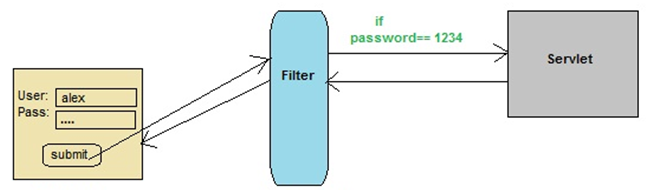 if
password== 1234
Servlet
Filter
User: alex
Pass: ....
submit